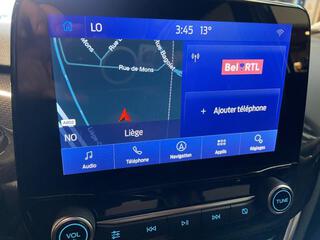 LO
3:45 13°
Rue de Mons
Bel RTL
+ Ajouter téléphone
NO
Liège
Audio
Téléphone
Navigation
Applis
Réglages
VOL
TUNE